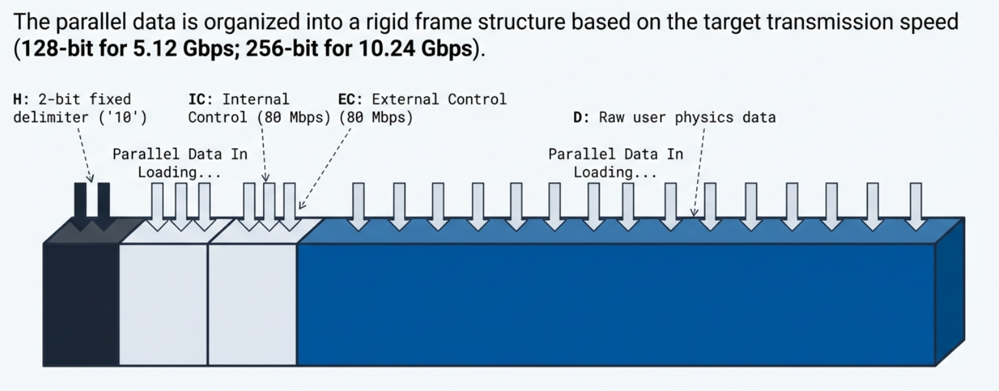 The parallel data is organized into a rigid frame structure based on the target transmission speed
(128-bit for 5.12 Gbps; 256-bit for 10.24 Gbps).
H: 2-bit fixed
delimiter ('10')
IC: Internal
Control (80 Mbps)
EC: External Control
(80 Mbps)
D: Raw user physics data
Parallel Data In
Loading...
Parallel Data In
Loading...